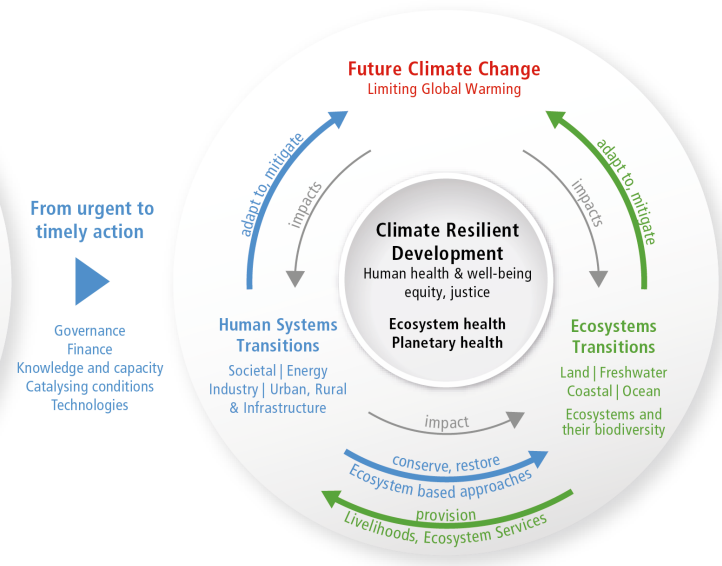 Future Climate Change
Limiting Global Warming
adapt to, mitigate
impacts
adapt to, mitigate
impacts
From urgent to
timely action
Governance
Finance
Knowledge and capacity
Catalysing conditions
Technologies
Climate Resilient
Development
Human health & well-being
equity, justice
Ecosystem health
Planetary health
Human Systems
Transitions
Societal | Energy
Industry | Urban, Rural
& Infrastructure
Ecosystems
Transitions
Land | Freshwater
Coastal | Ocean
Ecosystems and
their biodiversity
impact
conserve, restore
Ecosystem based approaches
provision
Livelihoods, Ecosystem Services